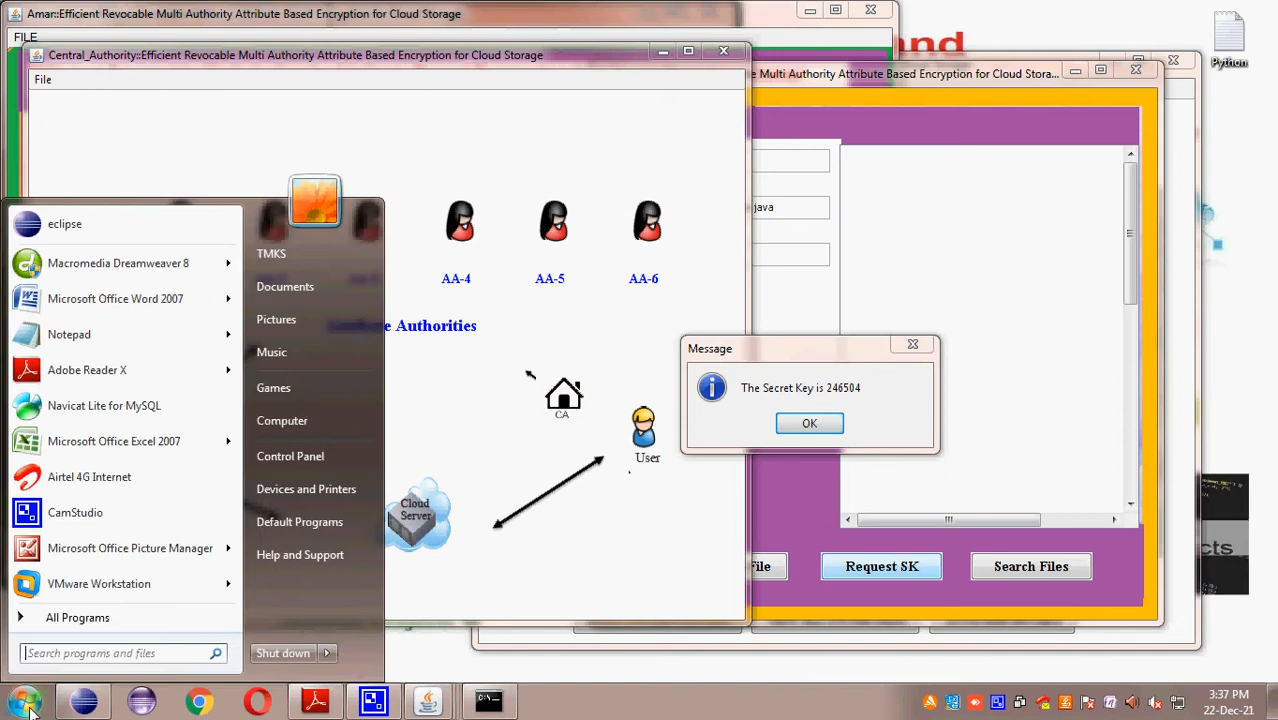 Amar::Efficient Revocable Multi Authority Attribute Based Encryption for Cloud Storage
FILE
and
Python
Central_Authority::Efficient Revocable Multi Authority Attribute Based Encryption for Cloud Storage
File
e Multi Authority Attribute Based Encryption for Cloud Stora...
java
AA-4
AA-5
AA-6
Authorities
CA
User
Cloud
Server
Message
The Secret Key is 246504
OK
File
Request SK
Search Files
cts
eclipse
Macromedia Dreamweaver 8
Microsoft Office Word 2007
Notepad
Adobe Reader X
Navicat Lite for MySQL
Microsoft Office Excel 2007
Airtel 4G Internet
CamStudio
Microsoft Office Picture Manager
VMware Workstation
All Programs
Search programs and files
TMKS
Documents
Pictures
Music
Games
Computer
Control Panel
Devices and Printers
Default Programs
Help and Support
Shut down
3:37 PM
22-Dec-21